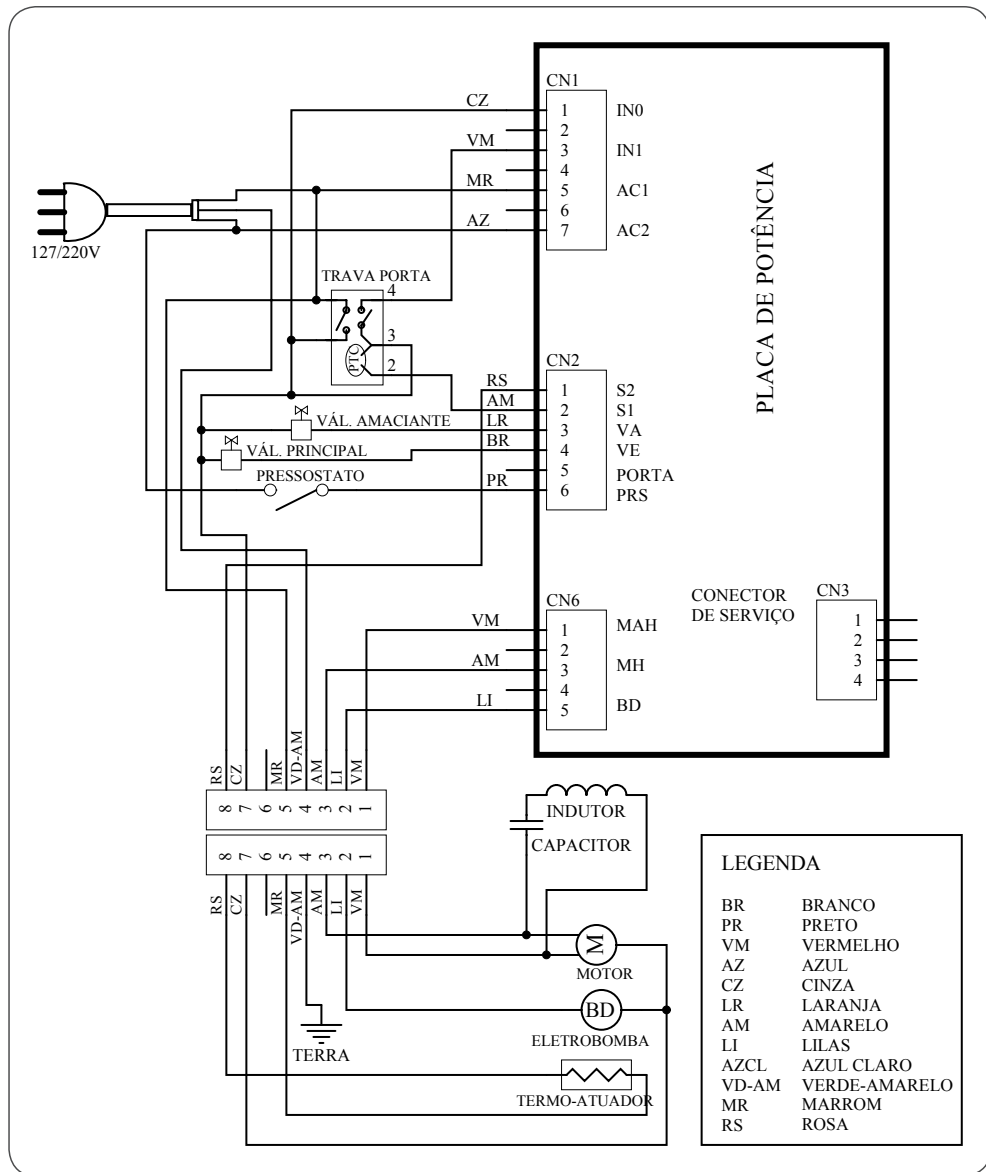 127/220V
CZ
VM
MR
AZ
CN1
1 IN0
2
3 IN1
4
5 AC1
6
7 AC2
PLACA DE POTÊNCIA
TRAVA PORTA
4
3
2
PTC
RS
AM
LR
BR
PR
VÁL. AMACIANTE
VÁL. PRINCIPAL
PRESSOSTATO
CN2
1 S2
2 S1
3 VA
4 VE
5 PORTA
6 PRS
VM
AM
LI
CN6
1 MAH
2
3 MH
4
5 BD
CONECTOR
DE SERVIÇO
CN3
1
2
3
4
RS CZ MR VD-AM AM LI VM
8 7 6 5 4 3 2 1
8 7 6 5 4 3 2 1
RS CZ MR VD-AM AM LI VM
INDUTOR
CAPACITOR
M
MOTOR
BD
ELETROBOMBA
TERRA
TERMO-ATUADOR
LEGENDA
BR BRANCO
PR PRETO
VM VERMELHO
AZ AZUL
CZ CINZA
LR LARANJA
AM AMARELO
LI LILAS
AZCL AZUL CLARO
VD-AM VERDE-AMARELO
MR MARROM
RS ROSA